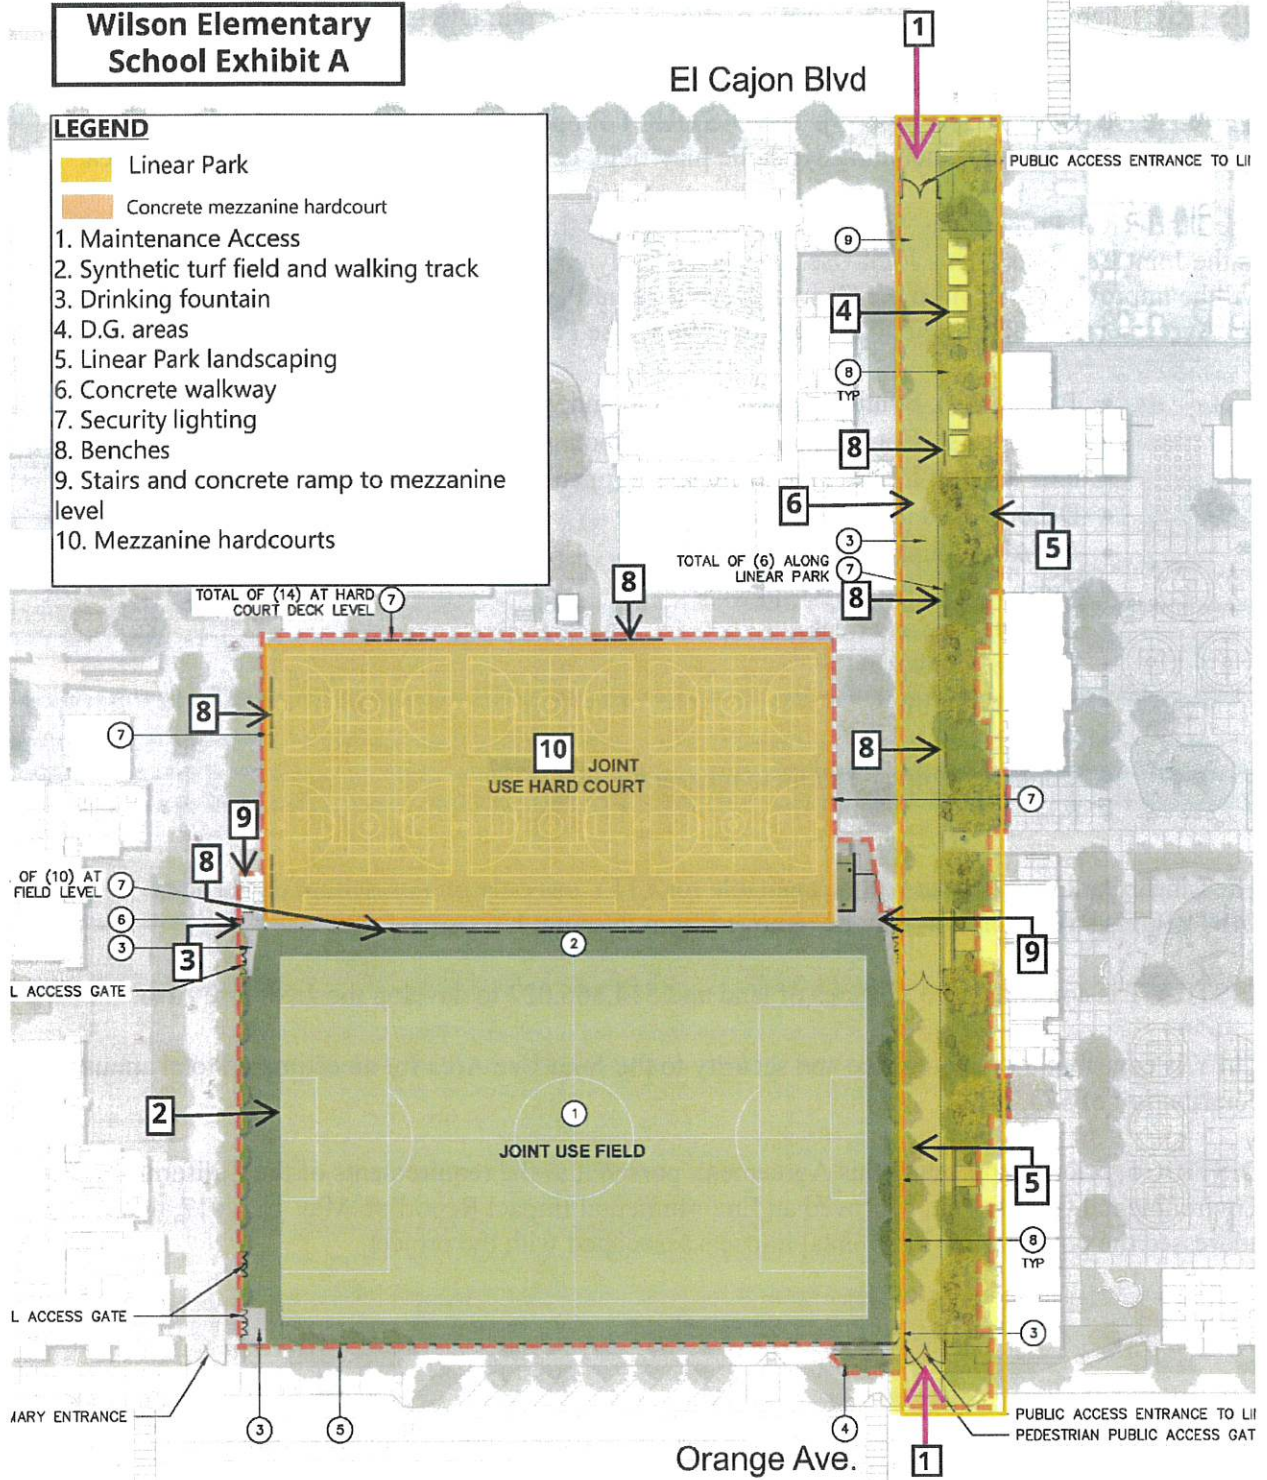 Wilson Elementary
School Exhibit A
1
El Cajon Blvd
LEGEND
Linear Park
Concrete mezzanine hardcourt
1. Maintenance Access
2. Synthetic turf field and walking track
3. Drinking fountain
4. D.G. areas
5. Linear Park landscaping
6. Concrete walkway
7. Security lighting
8. Benches
9. Stairs and concrete ramp to mezzanine
level
10. Mezzanine hardcourts
PUBLIC ACCESS ENTRANCE TO LI
9
4
8
TYP
8
6
5
3
TOTAL OF (6) ALONG
LINEAR PARK
7
8
8
TOTAL OF (14) AT HARD
COURT DECK LEVEL
7
8
7
10
JOINT
USE HARD COURT
8
7
9
8
OF (10) AT
FIELD LEVEL
7
6
3
3
L ACCESS GATE
2
9
2
1
JOINT USE FIELD
5
8
TYP
L ACCESS GATE
3
MARY ENTRANCE
3
5
4
PUBLIC ACCESS ENTRANCE TO LI
PEDESTRIAN PUBLIC ACCESS GAT
Orange Ave.
1